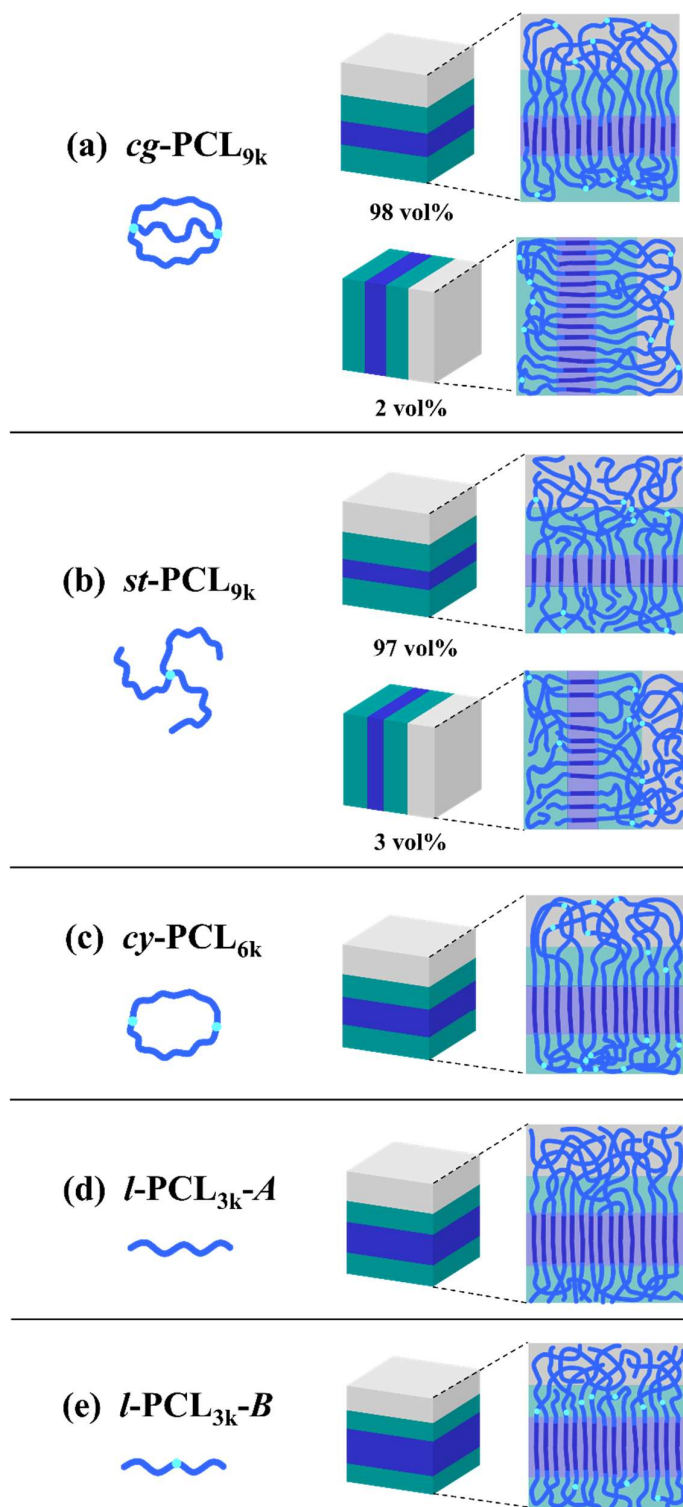 (a) cg-PCL9k
98 vol%
2 vol%
(b) st-PCL9k
97 vol%
3 vol%
(c) cy-PCL6k
(d) l-PCL3k-A
(e) l-PCL3k-B